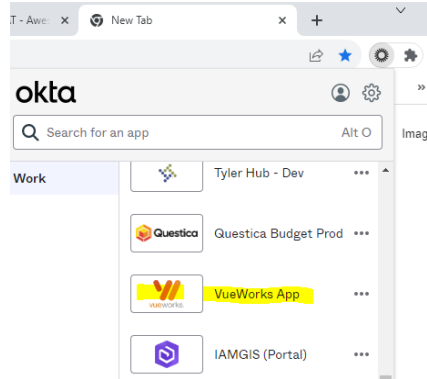 .T - Awe:
New Tab
okta
Search for an app Alt O
Imag
Work
Tyler Hub - Dev
Questica Questica Budget Prod
VueWorks App
vueworks.
IAMGIS (Portal)